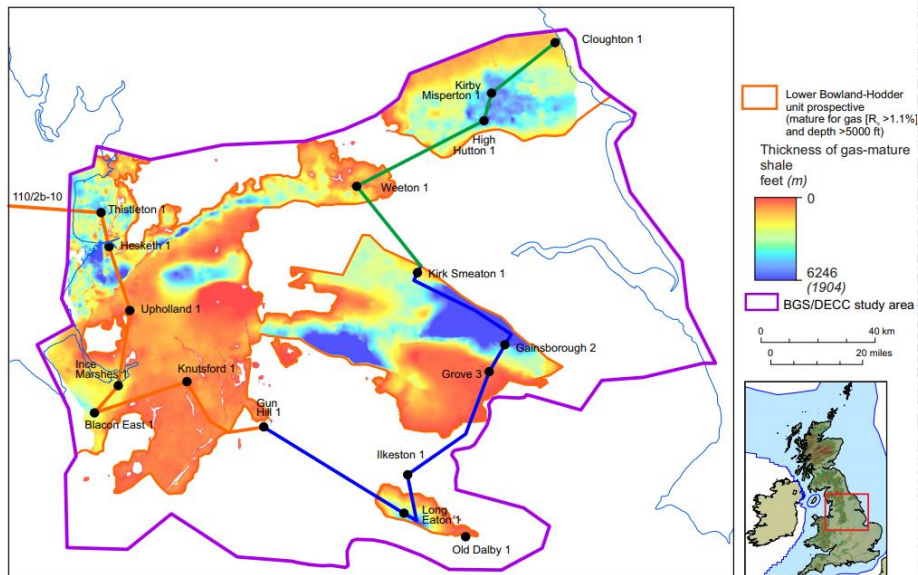 Cloughton 1
Kirby
Misperton 1
High
Hutton 1
Weeton 1
110/2b-10
Thistleton 1
Hesketh 1
Kirk Smeaton 1
Upholland 1
Gainsborough 2
Ince
Marshes 1
Knutsford 1
Grove 3
Blacon East 1
Gun
Hill 1
Ilkeston 1
Long
Eaton 1
Old Dalby 1
Lower Bowland-Hodder
unit prospective
(mature for gas [Ro >1.1%]
and depth >5000 ft)
Thickness of gas-mature
shale
feet (m)
0
6246
(1904)
BGS/DECC study area
0 40 km
0 20 miles